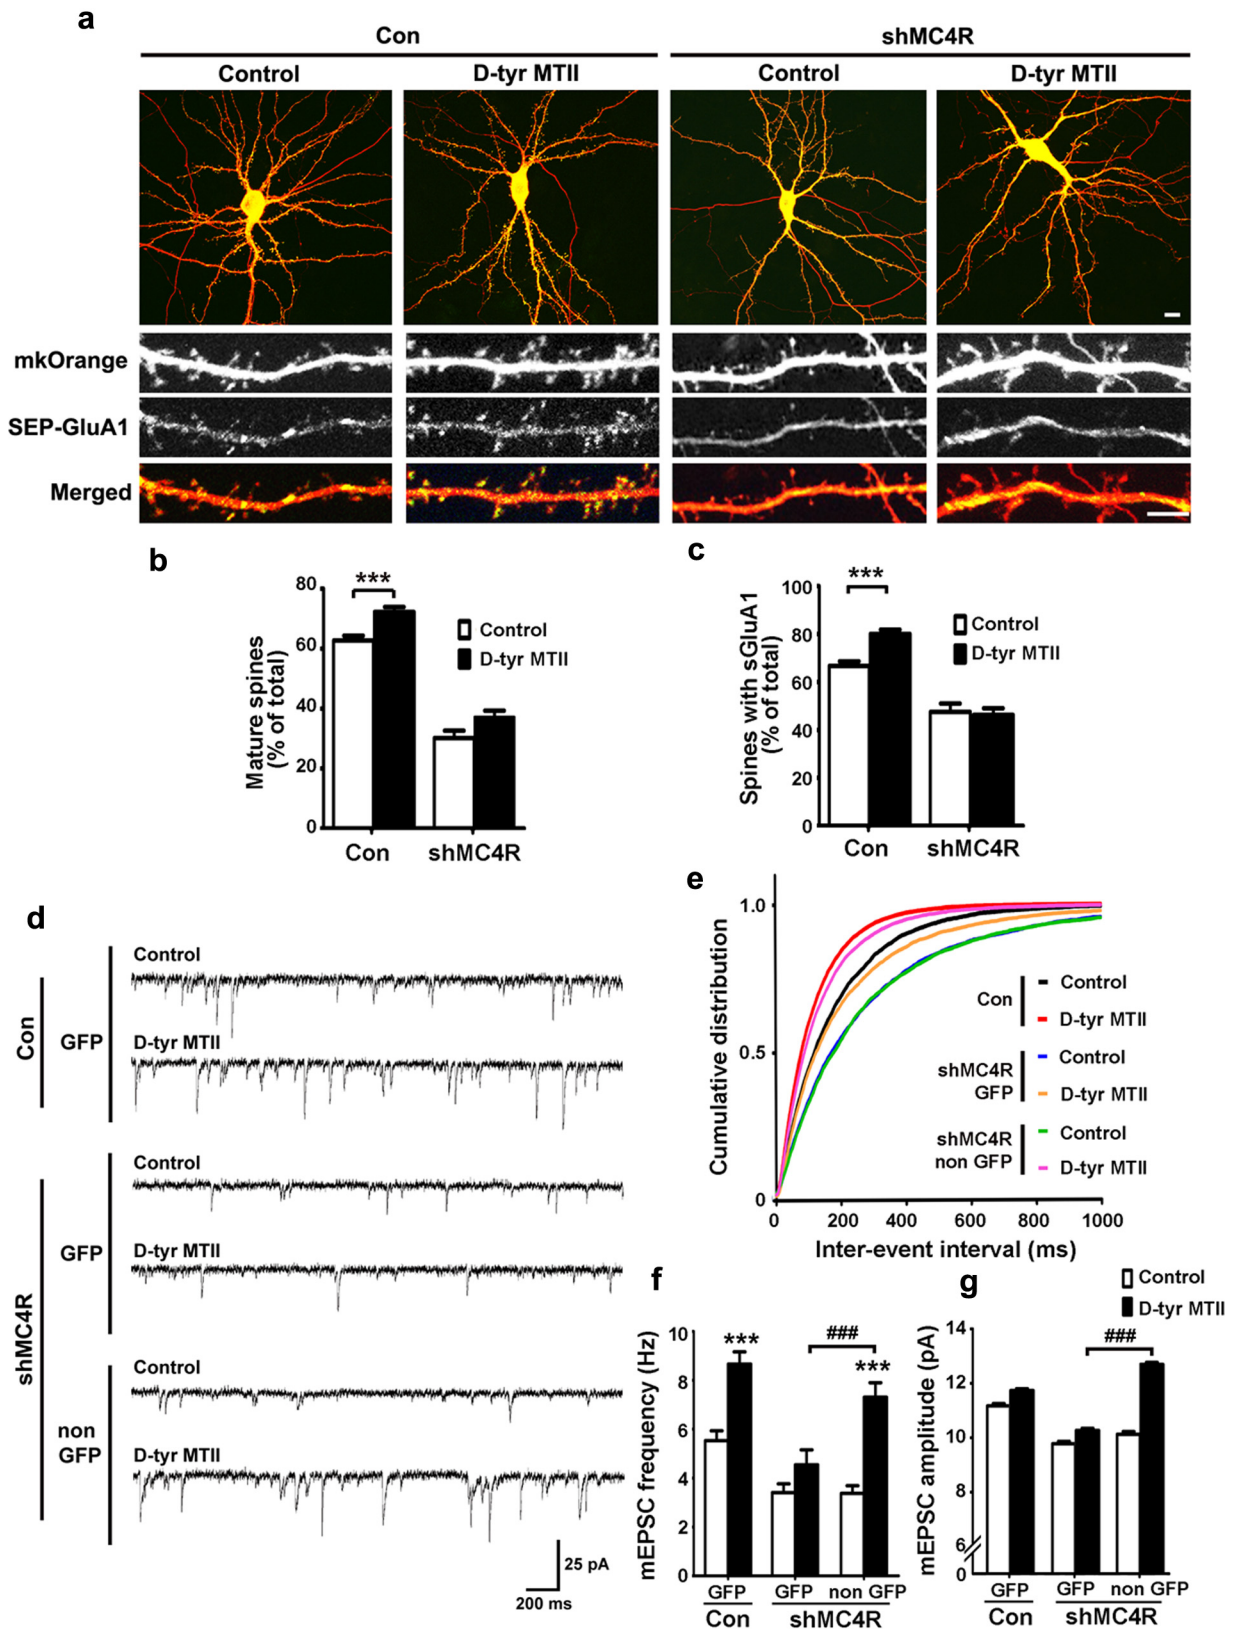 a
Con
shMC4R
Control
D-tyr MTII
Control
D-tyr MTII
mkOrange
SEP-GluA1
Merged
b
Mature spines
(% of total)
80
60
40
20
0
***
Control
D-tyr MTII
Con
shMC4R
c
Spines with sGluA1
(% of total)
100
80
60
40
20
0
***
Control
D-tyr MTII
Con
shMC4R
d
Con
GFP
Control
D-tyr MTII
shMC4R
GFP
Control
D-tyr MTII
non
GFP
Control
D-tyr MTII
25 pA
200 ms
e
Cumulative distribution
1.0
0.5
0
0
200
400
600
800
1000
Inter-event interval (ms)
Con
Control
D-tyr MTII
shMC4R
GFP
Control
D-tyr MTII
shMC4R
non GFP
Control
D-tyr MTII
f
mEPSC frequency (Hz)
10
8
6
4
2
0
***
###
***
GFP
GFP
non GFP
Con
shMC4R
g
Control
D-tyr MTII
mEPSC amplitude (pA)
14
12
10
8
6
0
###
GFP
GFP
non GFP
Con
shMC4R